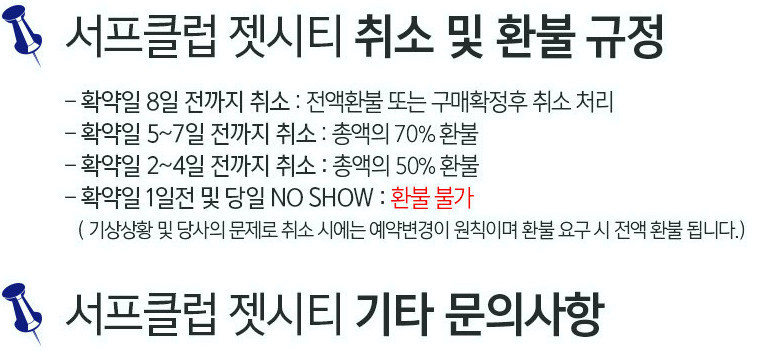 서프클럽 젯시티 취소 및 환불 규정
- 확약일 8일 전까지 취소 : 전액환불 또는 구매확정후 취소 처리
- 확약일 5~7일 전까지 취소 : 총액의 70% 환불
- 확약일 2~4일 전까지 취소 : 총액의 50% 환불
- 확약일 1일전 및 당일 NO SHOW : 환불 불가
( 기상상황 및 당사의 문제로 취소 시에는 예약변경이 원칙이며 환불 요구 시 전액 환불 됩니다.)
서프클럽 젯시티 기타 문의사항